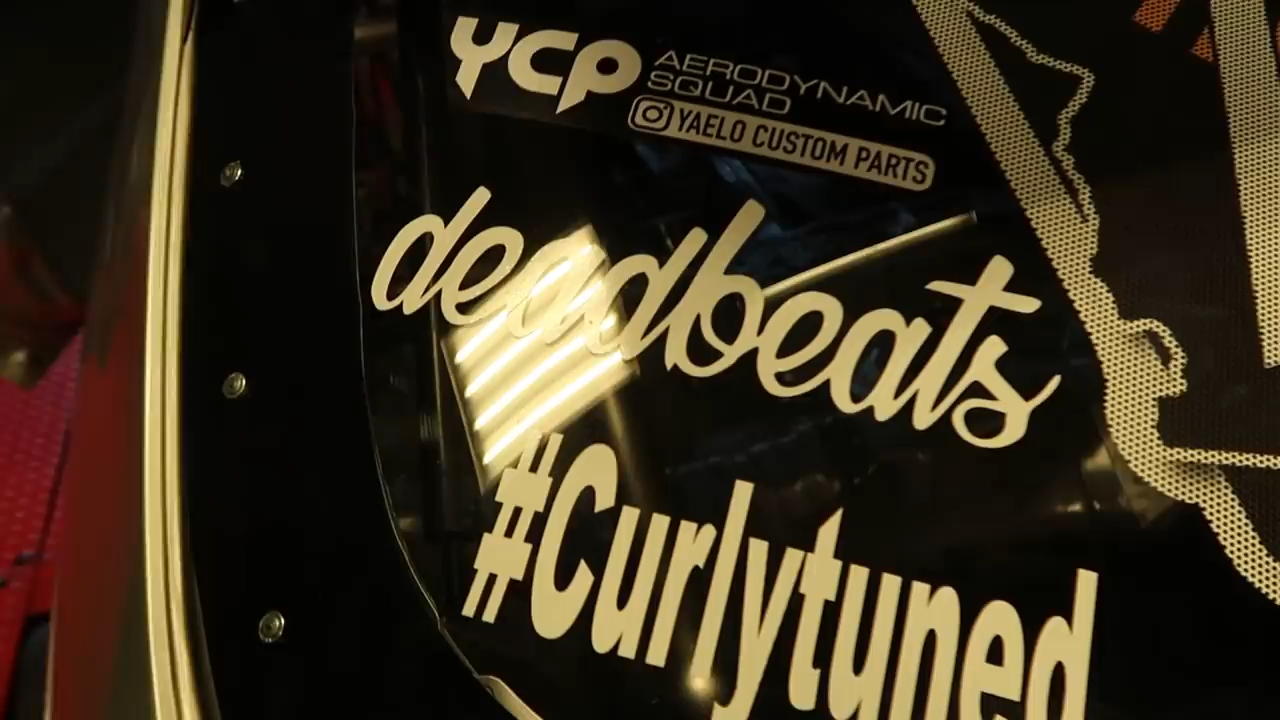 YCP AERODYNAMIC
SQUAD
YAELO CUSTOM PARTS
deadbeats
#Curlytuned